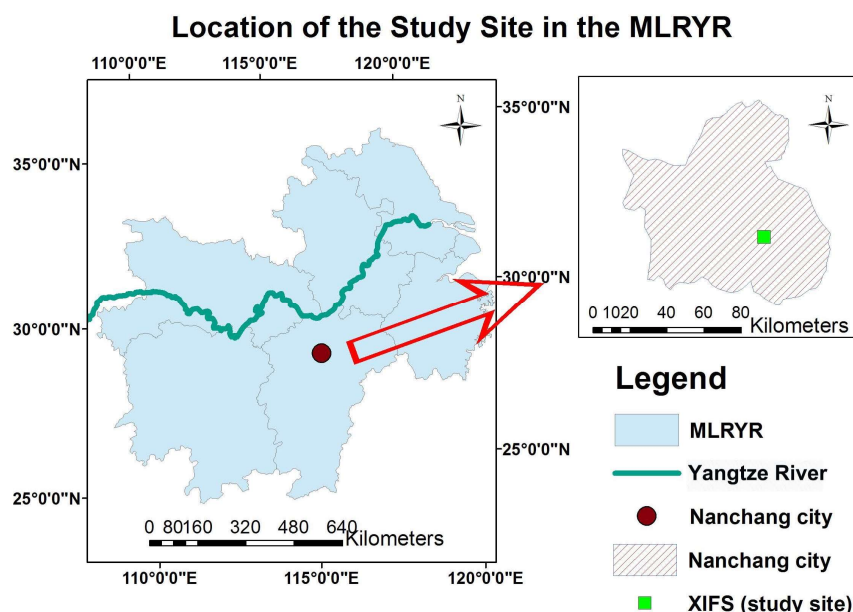 Location of the Study Site in the MLRYR
110°0'0"E 115°0'0"E 120°0'0"E
N
35°0'0"N
35°0'0"N
30°0'0"N
30°0'0"N
25°0'0"N
25°0'0"N
0 80160 320 480 640
Kilometers
110°0'0"E 115°0'0"E 120°0'0"E
N
0 1020 40 60 80
Kilometers
Legend
MLRYR
Yangtze River
Nanchang city
Nanchang city
XIFS (study site)